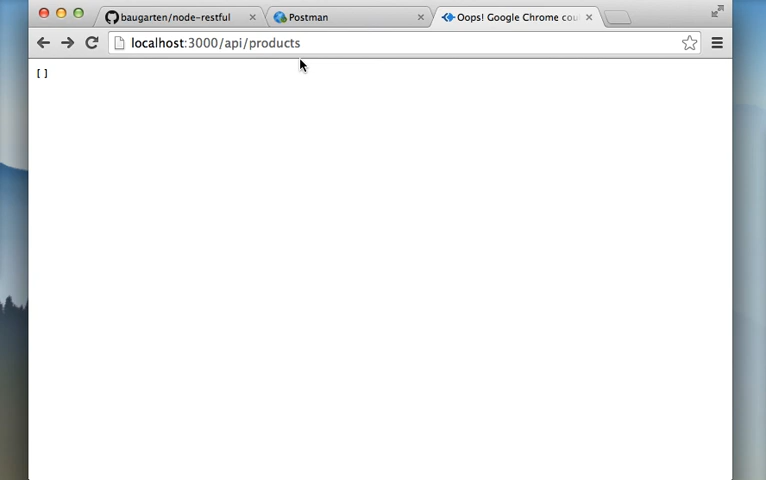 baugarten/node-restful
Postman
Oops! Google Chrome cou
localhost:3000/api/products
[]